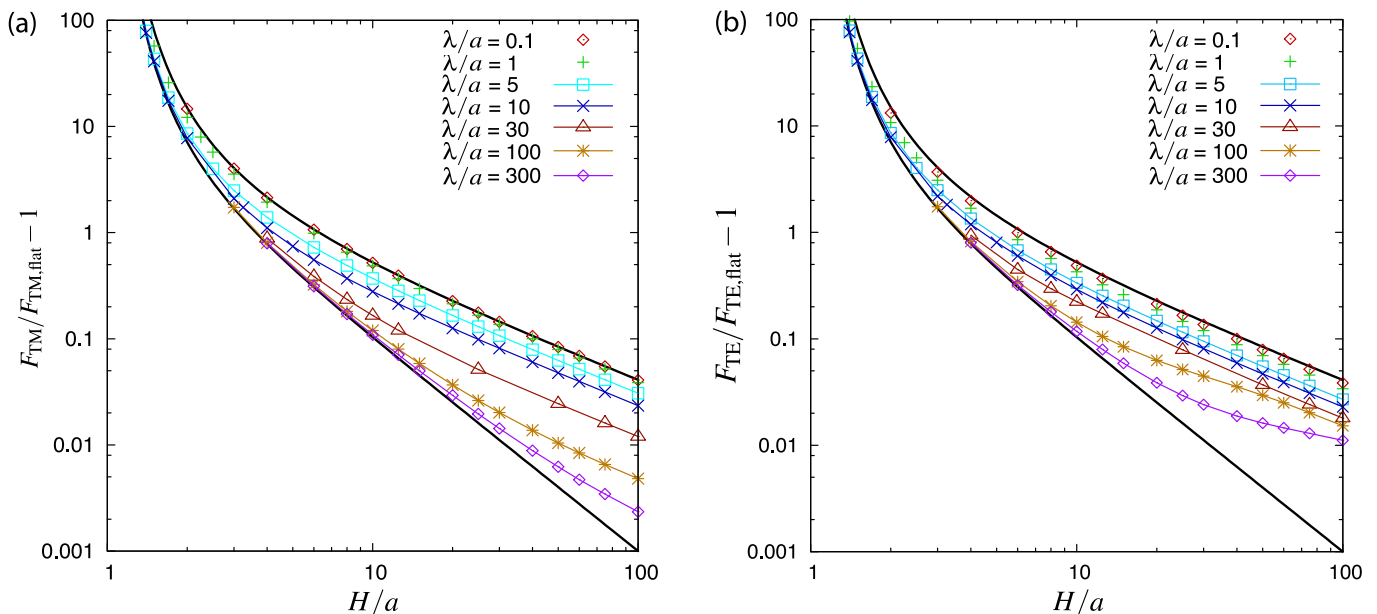 (a)
F_TM/F_TM,flat − 1
100
10
1
0.1
0.01
0.001
1
10
100
H/a
λ/a = 0.1
λ/a = 1
λ/a = 5
λ/a = 10
λ/a = 30
λ/a = 100
λ/a = 300
(b)
F_TE/F_TE,flat − 1
100
10
1
0.1
0.01
0.001
1
10
100
H/a
λ/a = 0.1
λ/a = 1
λ/a = 5
λ/a = 10
λ/a = 30
λ/a = 100
λ/a = 300